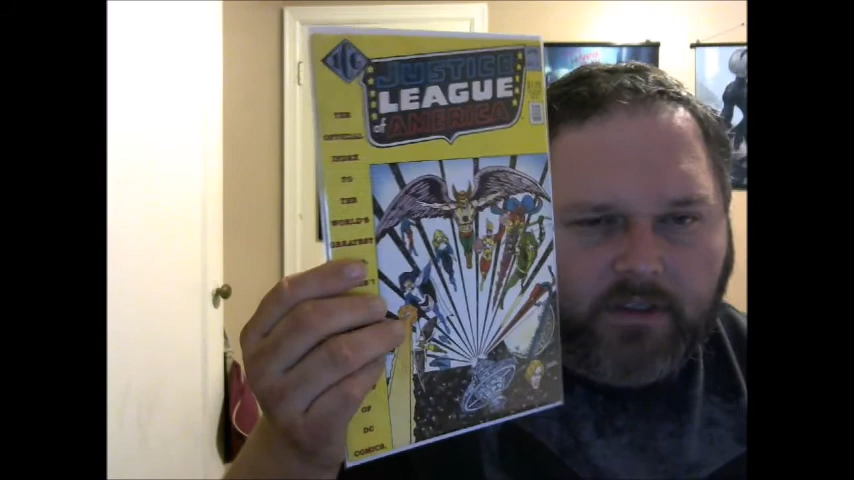 ICG
JUSTICE
LEAGUE
of AMERICA
THE
OFFICIAL
INDEX
TO
THE
WORLD'S
GREATEST
OF
DC
COMICS